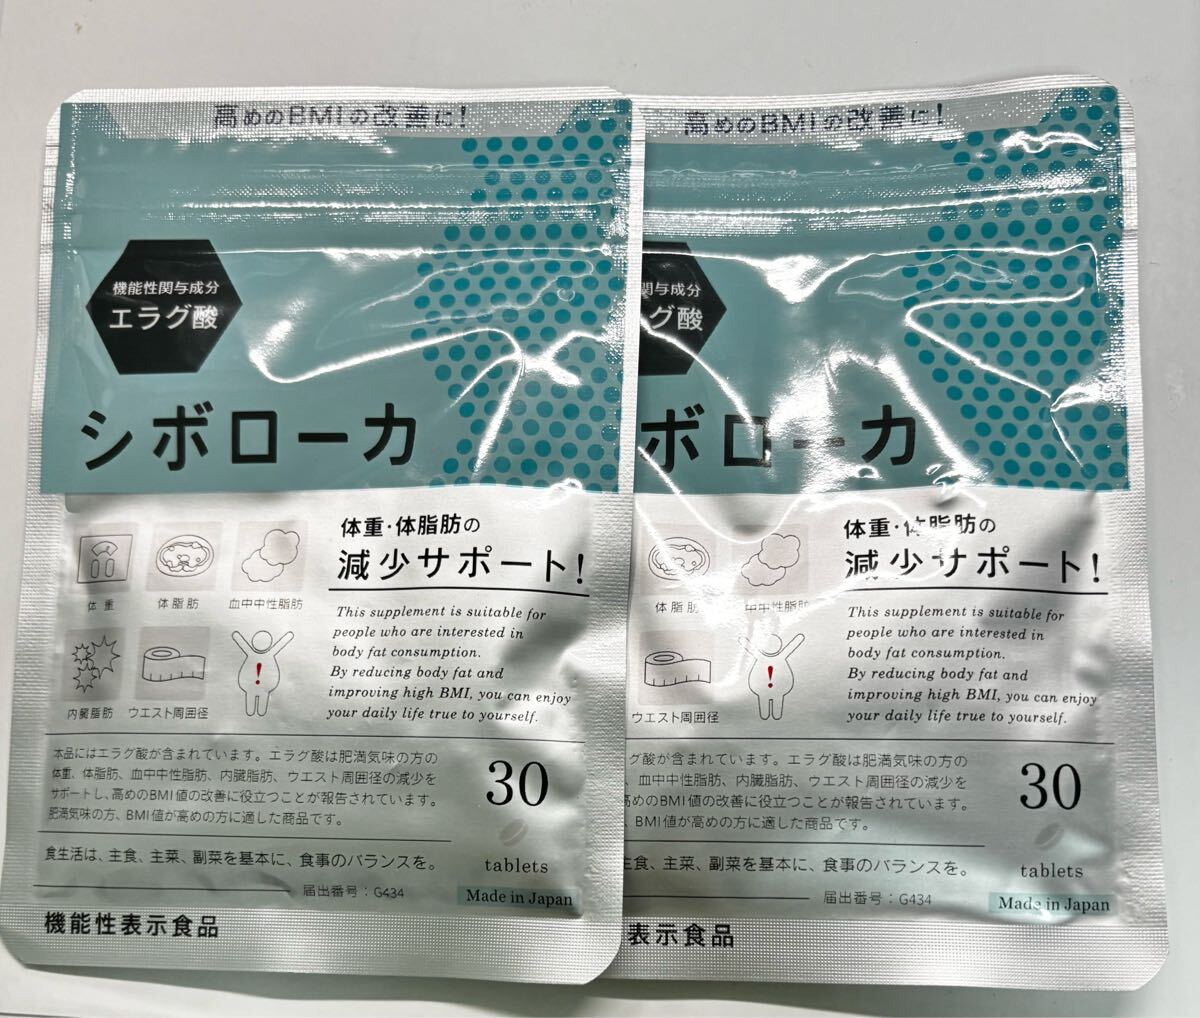 高めのBMIの改善に!
機能性関与成分
エラグ酸
シボローカ
体重・体脂肪の
減少サポート!
体重
体脂肪
血中中性脂肪
内臓脂肪
ウエスト周囲径
This supplement is suitable for
people who are interested in
body fat consumption.
By reducing body fat and
improving high BMI, you can enjoy
your daily life true to yourself.
本品にはエラグ酸が含まれています。エラグ酸は肥満気味の方の
体重、体脂肪、血中中性脂肪、内臓脂肪、ウエスト周囲径の減少を
サポートし、高めのBMI値の改善に役立つことが報告されています。
肥満気味の方、BMI値が高めの方に適した商品です。
30
tablets
食生活は、主食、主菜、副菜を基本に、食事のバランスを。
届出番号:G434
Made in Japan
機能性表示食品
高めのBMIの改善に!
関与成分
グ酸
ボローカ
体重・体脂肪の
減少サポート!
体脂肪
中中性脂肪
ウエスト周囲径
This supplement is suitable for
people who are interested in
body fat consumption.
By reducing body fat and
improving high BMI, you can enjoy
your daily life true to yourself.
グ酸が含まれています。エラグ酸は肥満気味の方の
、血中中性脂肪、内臓脂肪、ウエスト周囲径の減少を
高めのBMI値の改善に役立つことが報告されています。
、BMI値が高めの方に適した商品です。
30
tablets
主食、主菜、副菜を基本に、食事のバランスを。
届出番号:G434
Made in Japan
表示食品